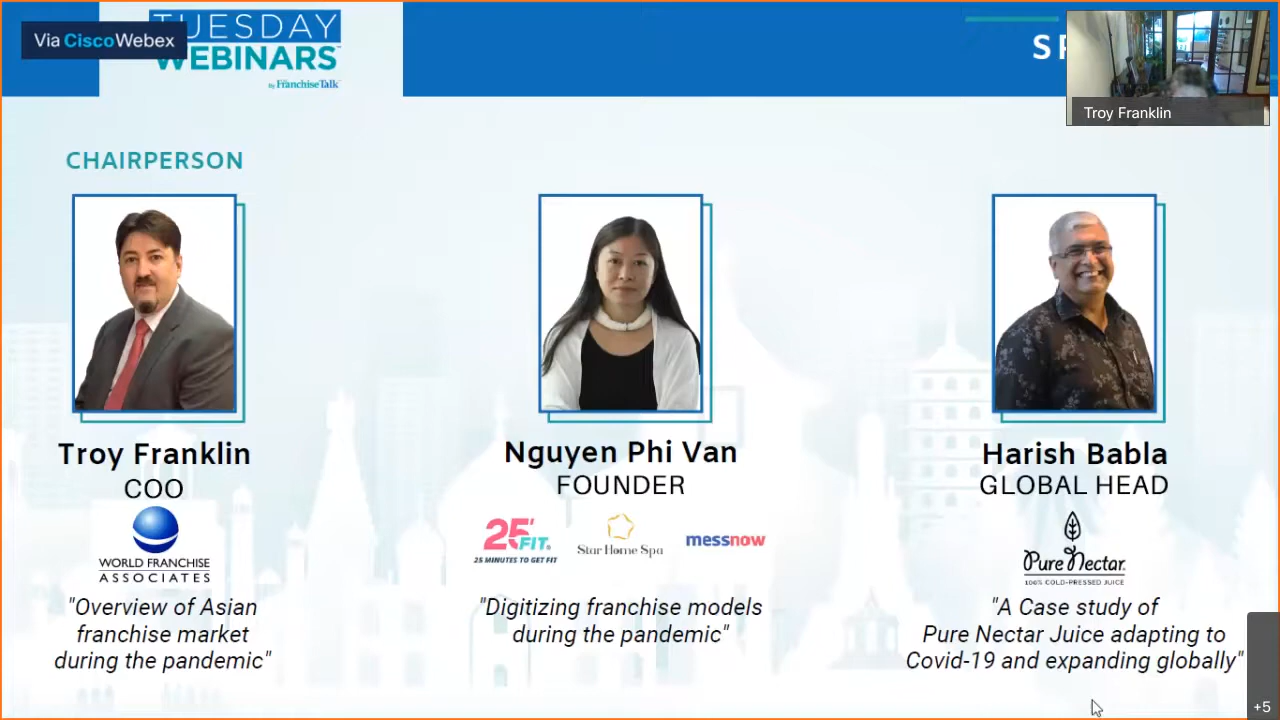 Via CiscoWebex
TUESDAY
WEBINARS
By FranchiseTalk
Troy Franklin
CHAIRPERSON
Troy Franklin
COO
WORLD FRANCHISE
ASSOCIATES
"Overview of Asian
franchise market
during the pandemic"
Nguyen Phi Van
FOUNDER
25' FIT.
25 MINUTES TO GET FIT
Star Home Spa
messnow
"Digitizing franchise models
during the pandemic"
Harish Babla
GLOBAL HEAD
Pure Nectar
100% COLD-PRESSED JUICE
"A Case study of
Pure Nectar Juice adapting to
Covid-19 and expanding globally"
+5